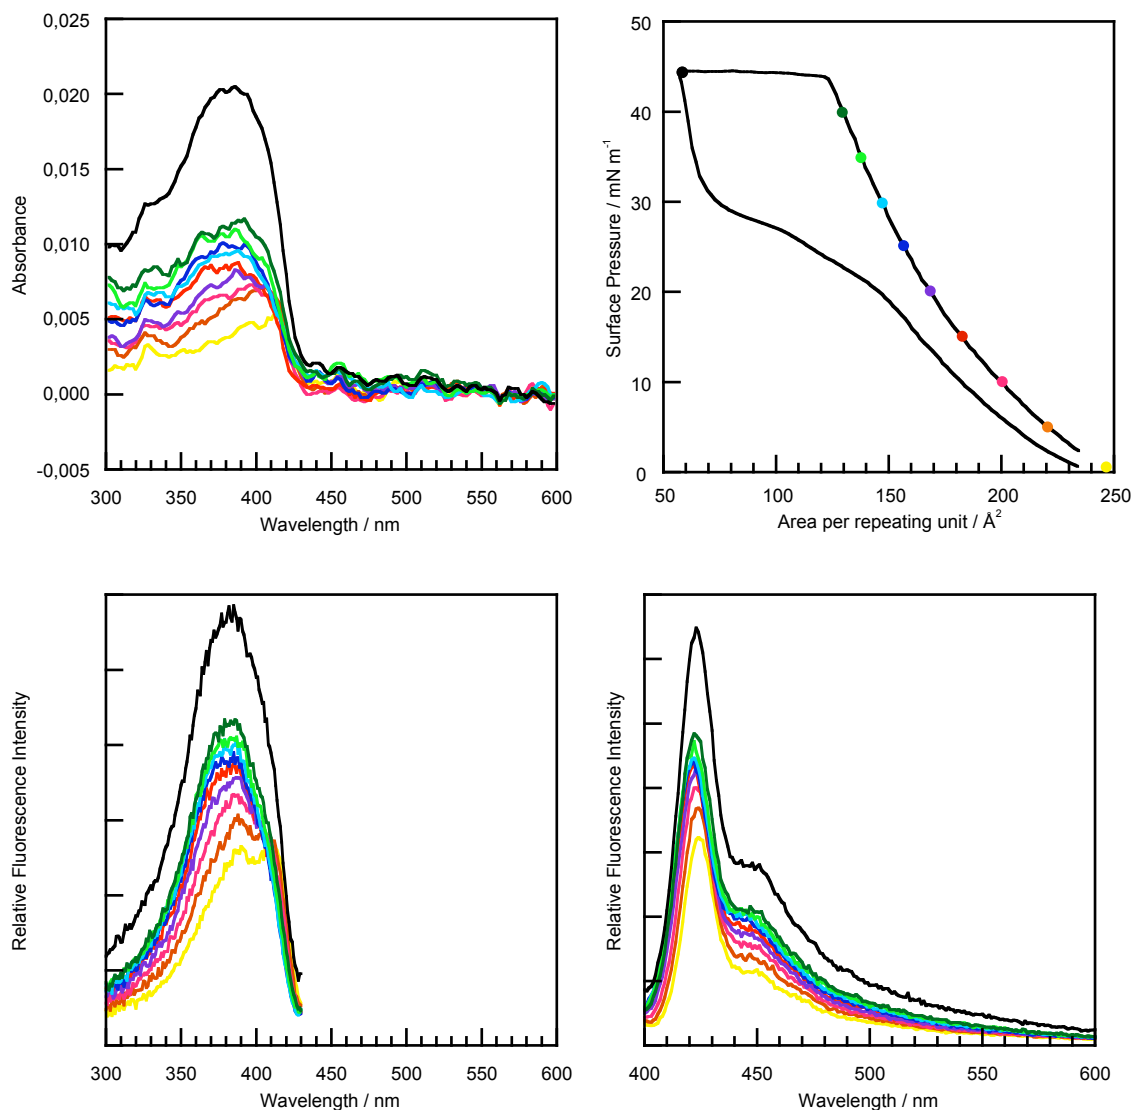 0,025
0,020
0,015
0,010
0,005
0,000
-0,005
Absorbance
300 350 400 450 500 550 600
Wavelength / nm
50
40
30
20
10
0
Surface Pressure / mN m⁻¹
50 100 150 200 250
Area per repeating unit / Å²
Relative Fluorescence Intensity
300 350 400 450 500 550 600
Wavelength / nm
Relative Fluorescence Intensity
400 450 500 550 600
Wavelength / nm